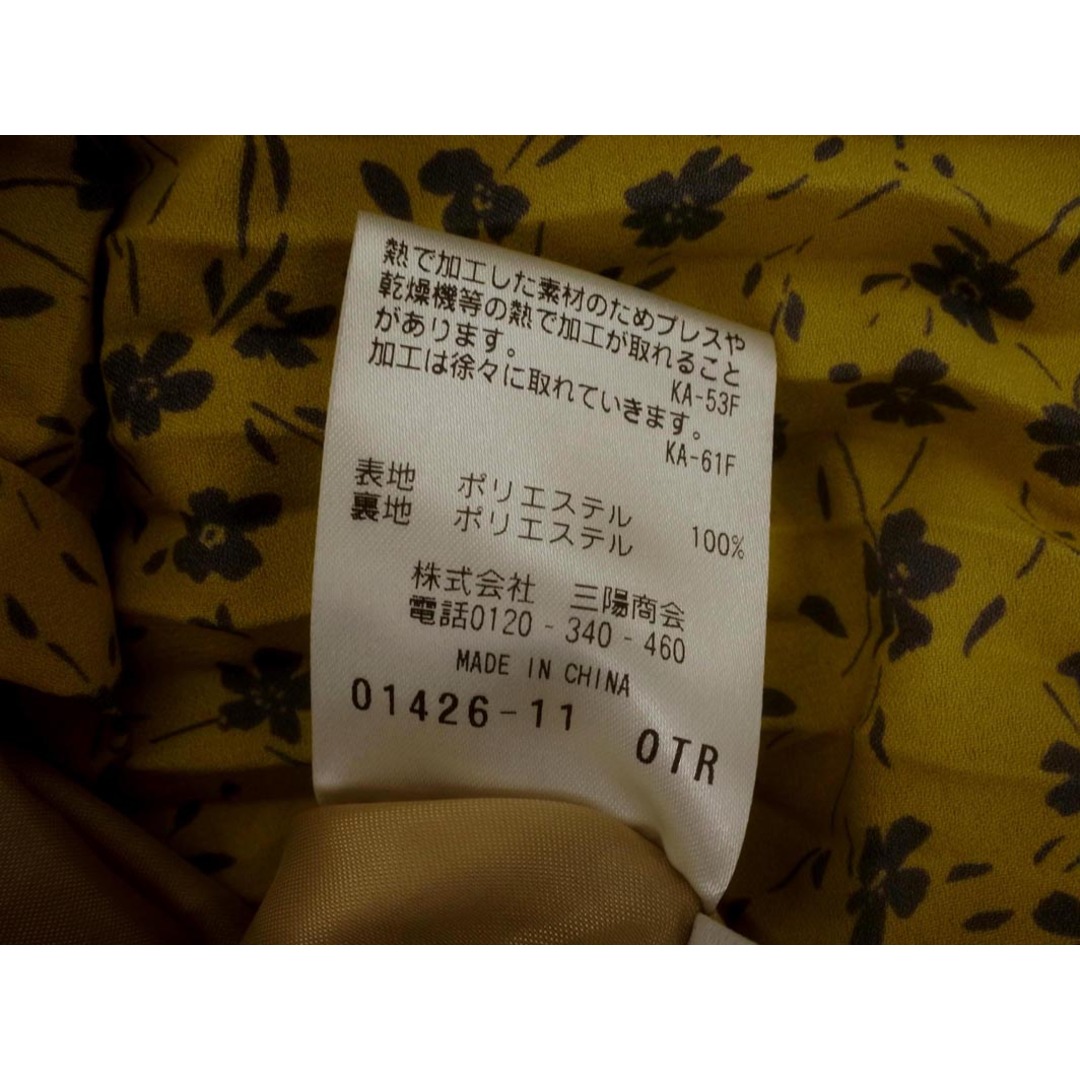 熱で加工した素材のためプレスや
乾燥機等の熱で加工が取れること
があります。
KA-53F
加工は徐々に取れていきます。
KA-61F
表地 ポリエステル
裏地 ポリエステル 100%
株式会社 三陽商会
電話0120-340-460
MADE IN CHINA
01426-11 OTR